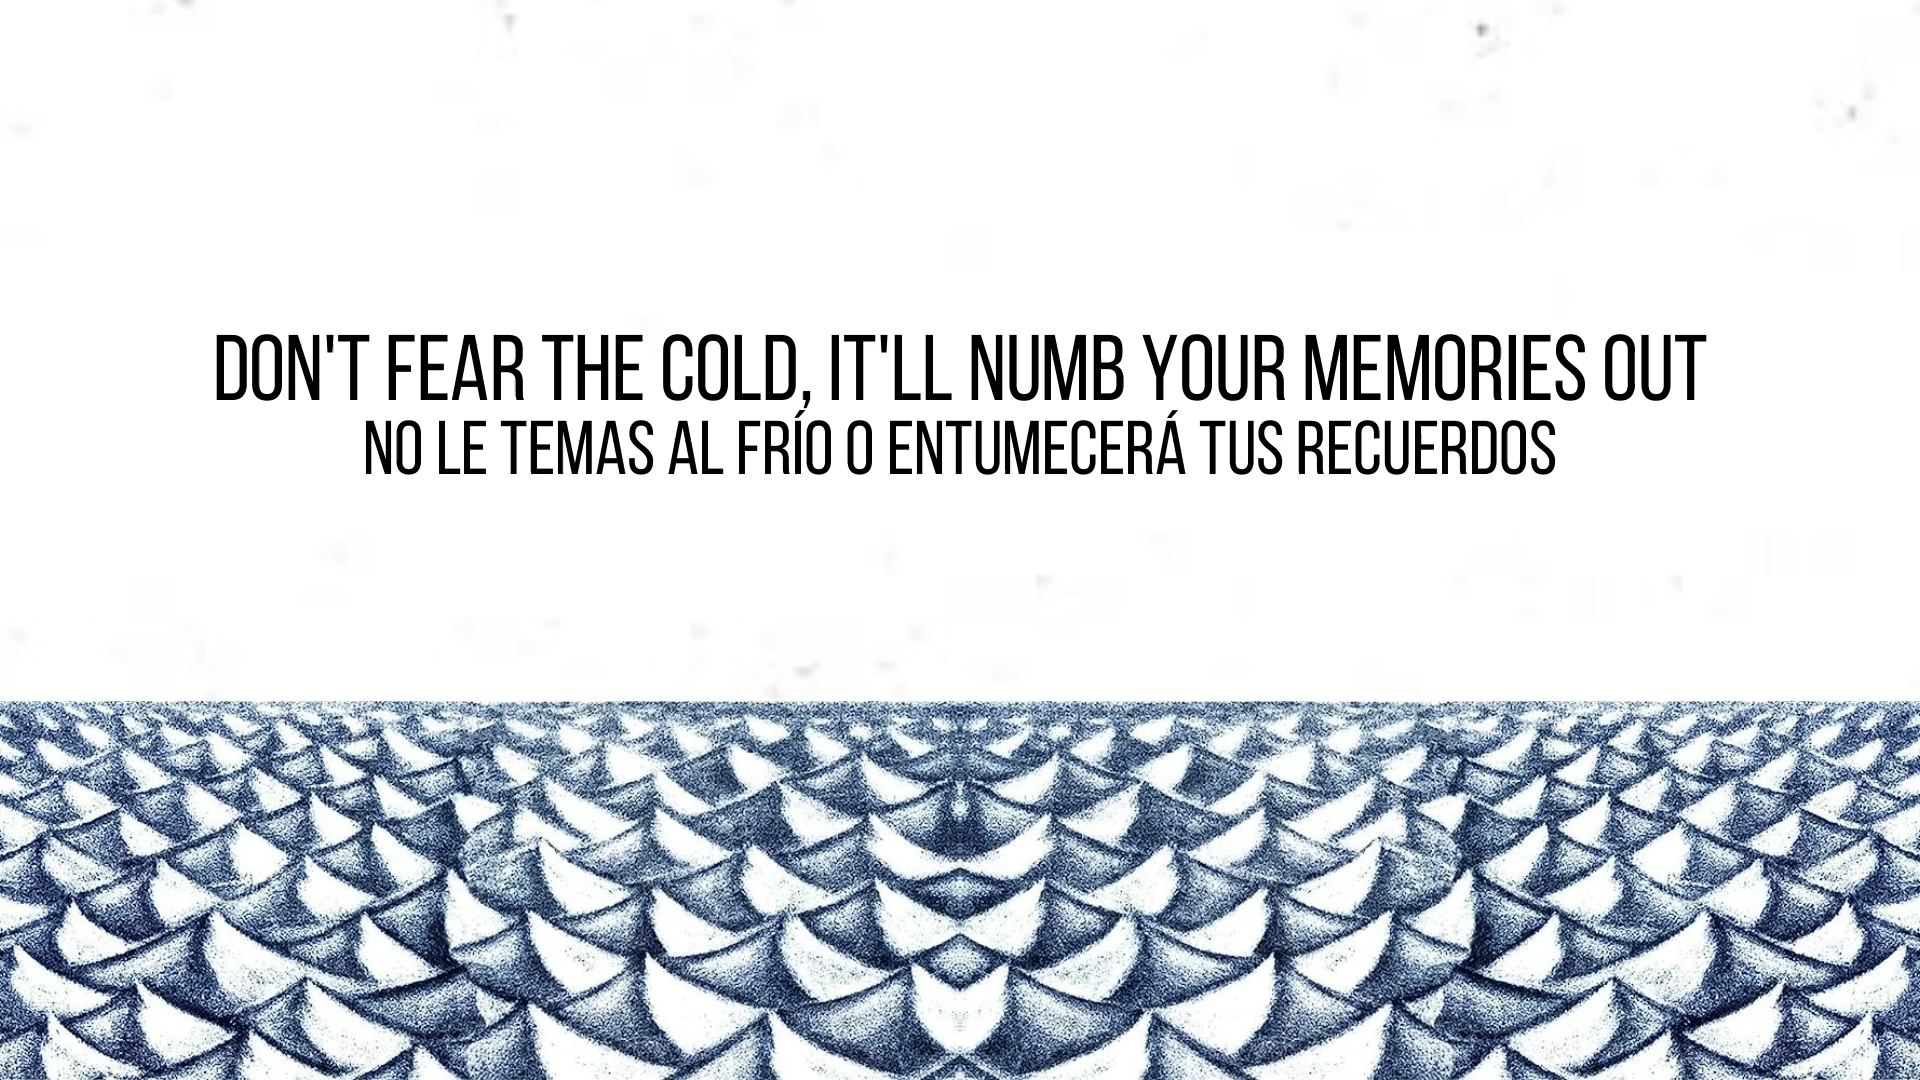 DON'T FEAR THE COLD, IT'LL NUMB YOUR MEMORIES OUT
NO LE TEMAS AL FRÍO O ENTUMECERÁ TUS RECUERDOS